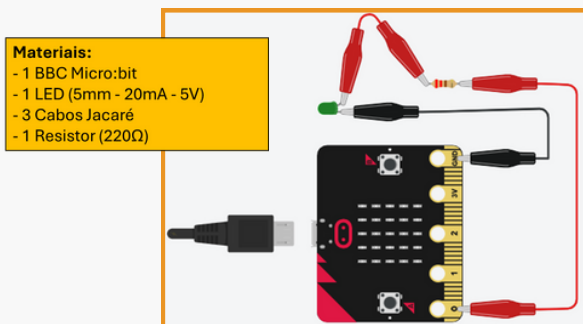 Materiais:
- 1 BBC Micro:bit
- 1 LED (5mm - 20mA - 5V)
- 3 Cabos Jacaré
- 1 Resistor (220Ω)
GND
3V
2
1
0